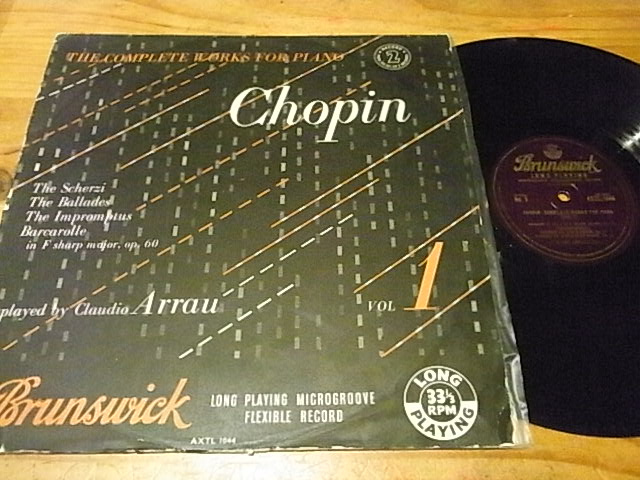 THE COMPLETE WORKS FOR PIANO
RECORD
2
Chopin
The Scherzi
The Ballades
The Impromptus
Barcarolle
in F sharp major, op. 60
played by Claudio Arrau
VOL 1
Brunswick
LONG PLAYING MICROGROOVE
FLEXIBLE RECORD
AXTL 1044
LONG
33⅓
RPM
PLAYING
Brunswick
LONG PLAYING